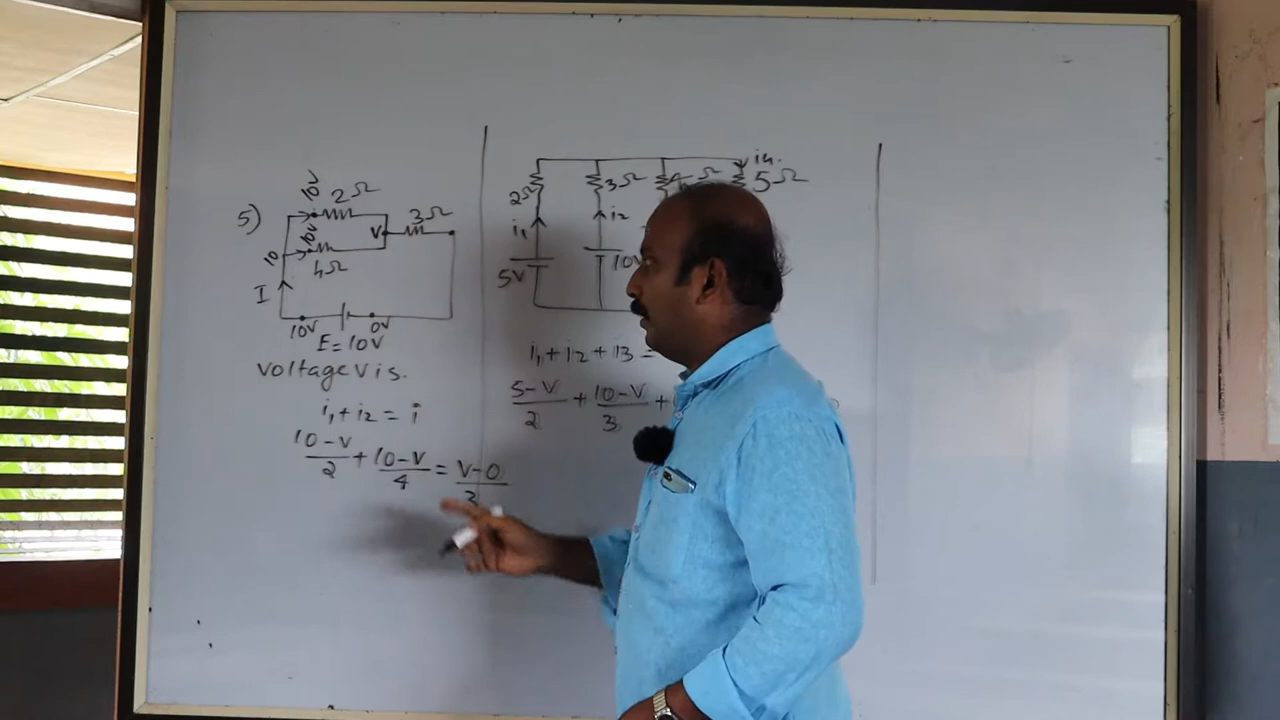 5)
10V
2Ω
10V
V
3Ω
10
4Ω
I
10V
0V
E=10V
voltage V is.
i₁ + i₂ = i
10-V/2 + 10-V/4 = V-0/3
i4
2Ω
3Ω
5Ω
i₁
i2
5V
10V
i₁ + i2 + i3 =
5-V/2 + 10-V/3 +